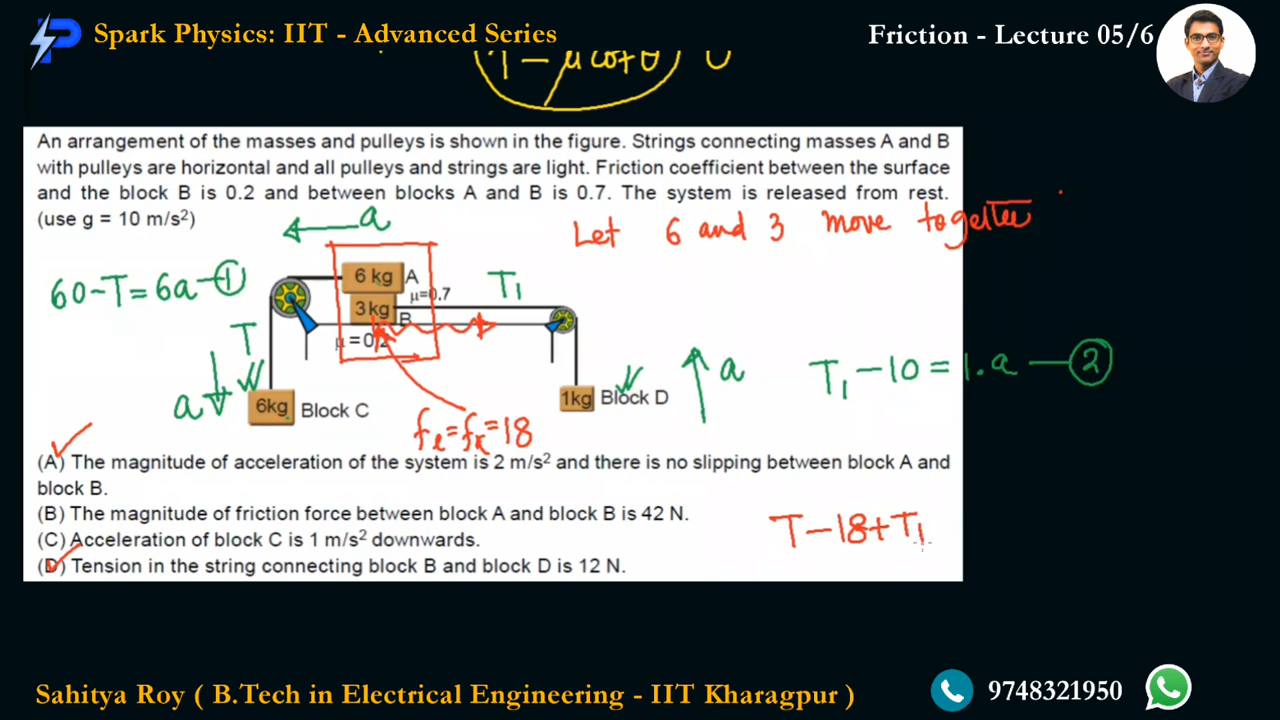 Spark Physics: IIT - Advanced Series
Friction - Lecture 05/6
1 - μ cot θ
An arrangement of the masses and pulleys is shown in the figure. Strings connecting masses A and B
with pulleys are horizontal and all pulleys and strings are light. Friction coefficient between the surface
and the block B is 0.2 and between blocks A and B is 0.7. The system is released from rest.
(use g = 10 m/s²)
a
Let 6 and 3 move together
60-T=6a-①
6 kg A
T₁
μ=0.7
3kg B
T
μ = 0.2
a
T₁-10=1.a — ②
a
6kg Block C
1kg Block D
= fₖ=18
(A) The magnitude of acceleration of the system is 2 m/s² and there is no slipping between block A and
block B.
(B) The magnitude of friction force between block A and block B is 42 N.
T-18+T₁
(C) Acceleration of block C is 1 m/s² downwards.
(D) Tension in the string connecting block B and block D is 12 N.
Sahitya Roy ( B.Tech in Electrical Engineering - IIT Kharagpur )
9748321950